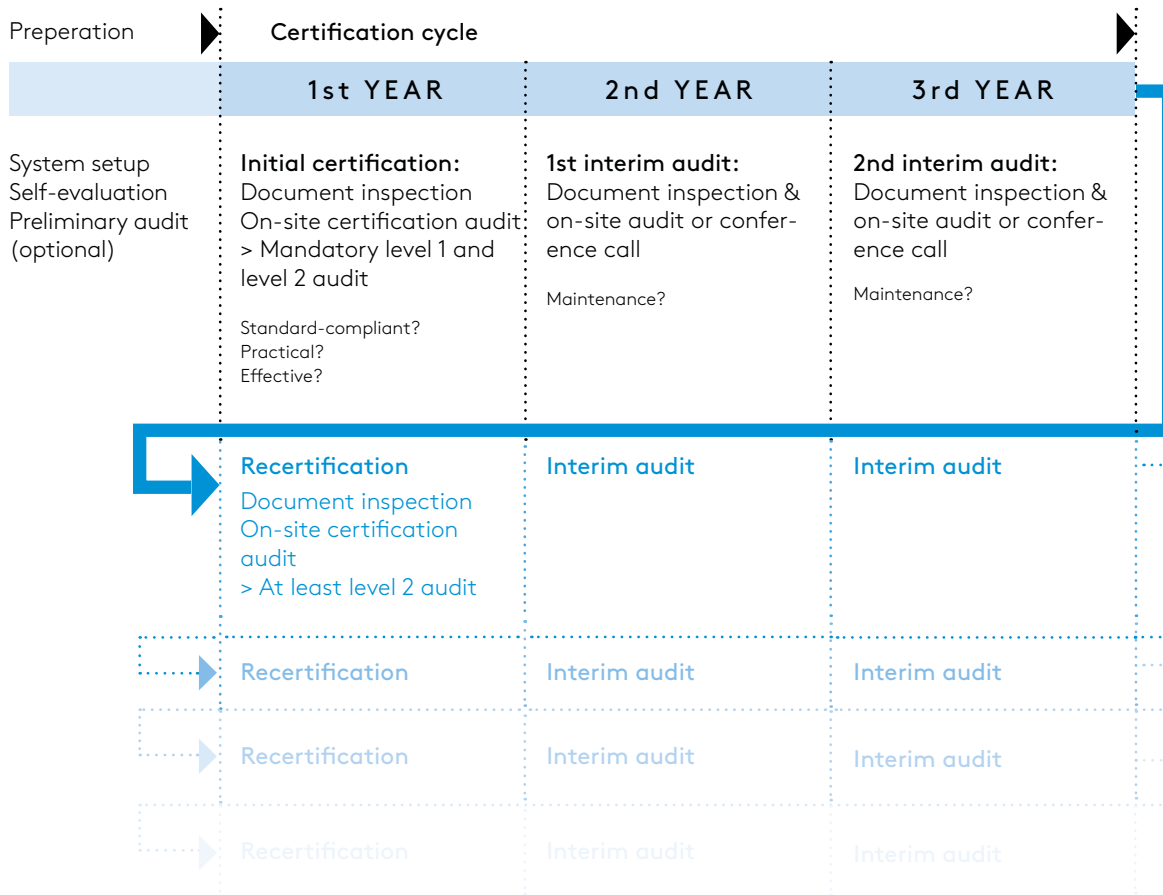 Preperation
Certification cycle
1st YEAR
2nd YEAR
3rd YEAR
System setup
Self-evaluation
Preliminary audit
(optional)
Initial certification:
Document inspection
On-site certification audit
> Mandatory level 1 and
level 2 audit
Standard-compliant?
Practical?
Effective?
1st interim audit:
Document inspection &
on-site audit or confer-
ence call
Maintenance?
2nd interim audit:
Document inspection &
on-site audit or confer-
ence call
Maintenance?
Recertification
Document inspection
On-site certification
audit
> At least level 2 audit
Interim audit
Interim audit
Recertification
Interim audit
Interim audit
Recertification
Interim audit
Interim audit
Recertification
Interim audit
Interim audit